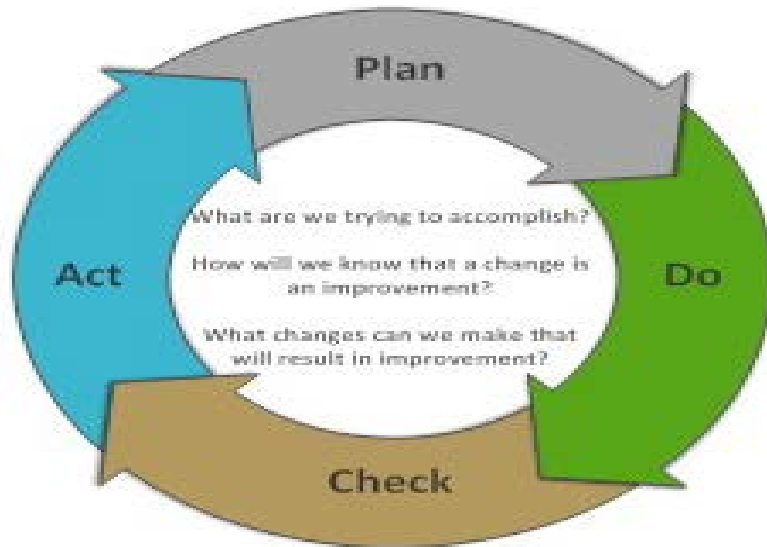 Plan
What are we trying to accomplish?
How will we know that a change is
an improvement?
What changes can we make that
will result in improvement?
Act
Do
Check